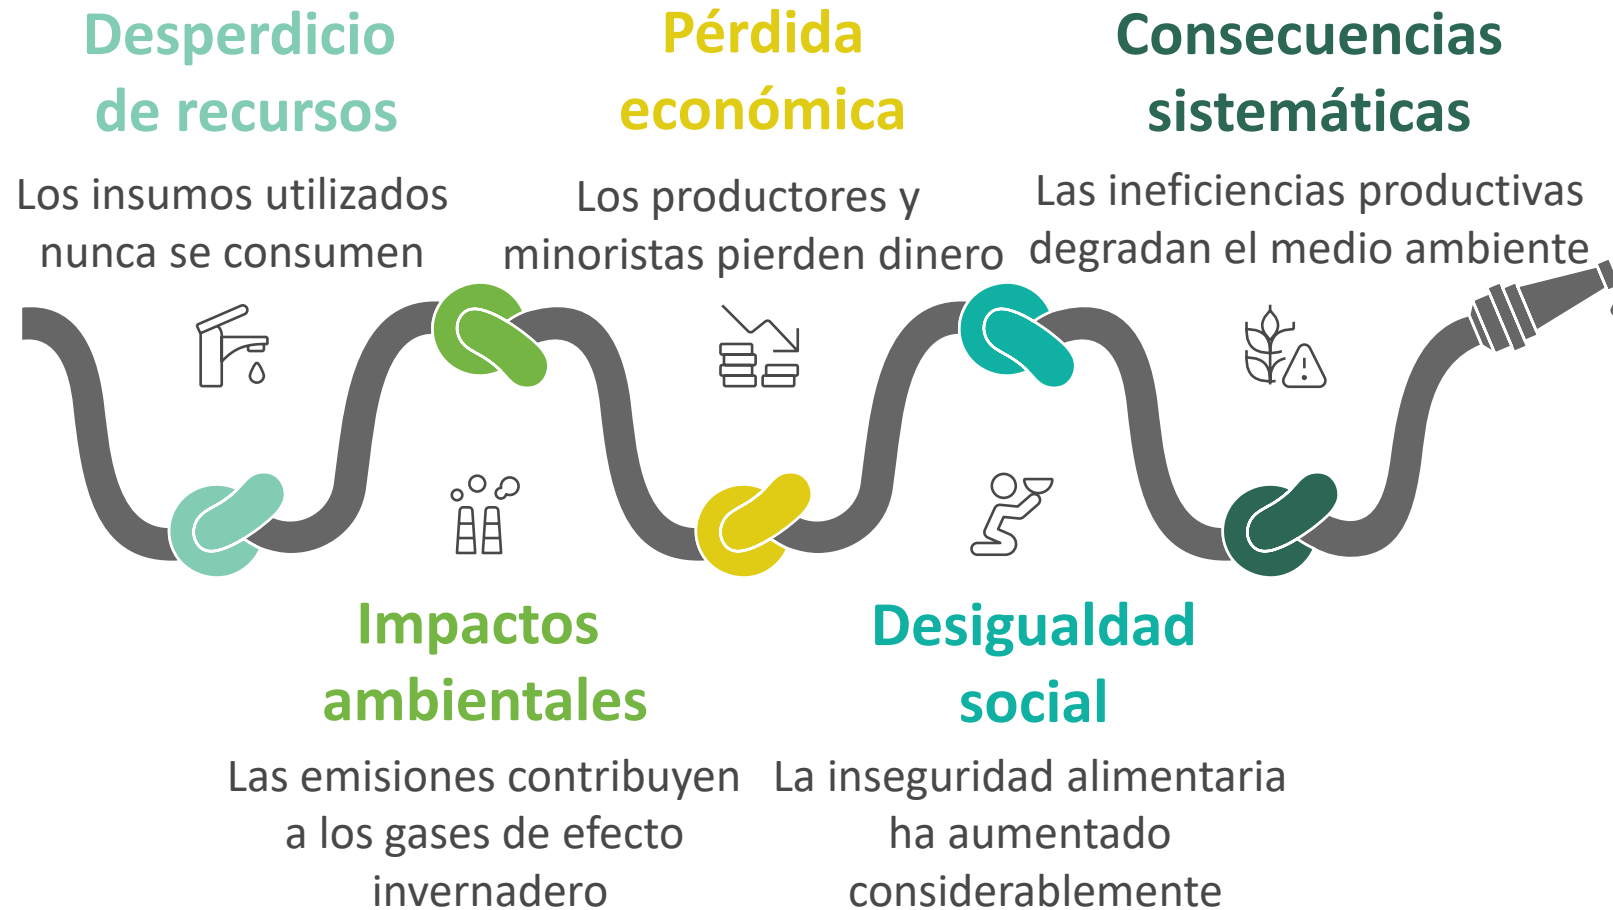 Desperdicio
de recursos
Los insumos utilizados
nunca se consumen
Impactos
ambientales
Las emisiones contribuyen
a los gases de efecto
invernadero
Pérdida
económica
Los productores y
minoristas pierden dinero
Desigualdad
social
La inseguridad alimentaria
ha aumentado
considerablemente
Consecuencias
sistemáticas
Las ineficiencias productivas
degradan el medio ambiente